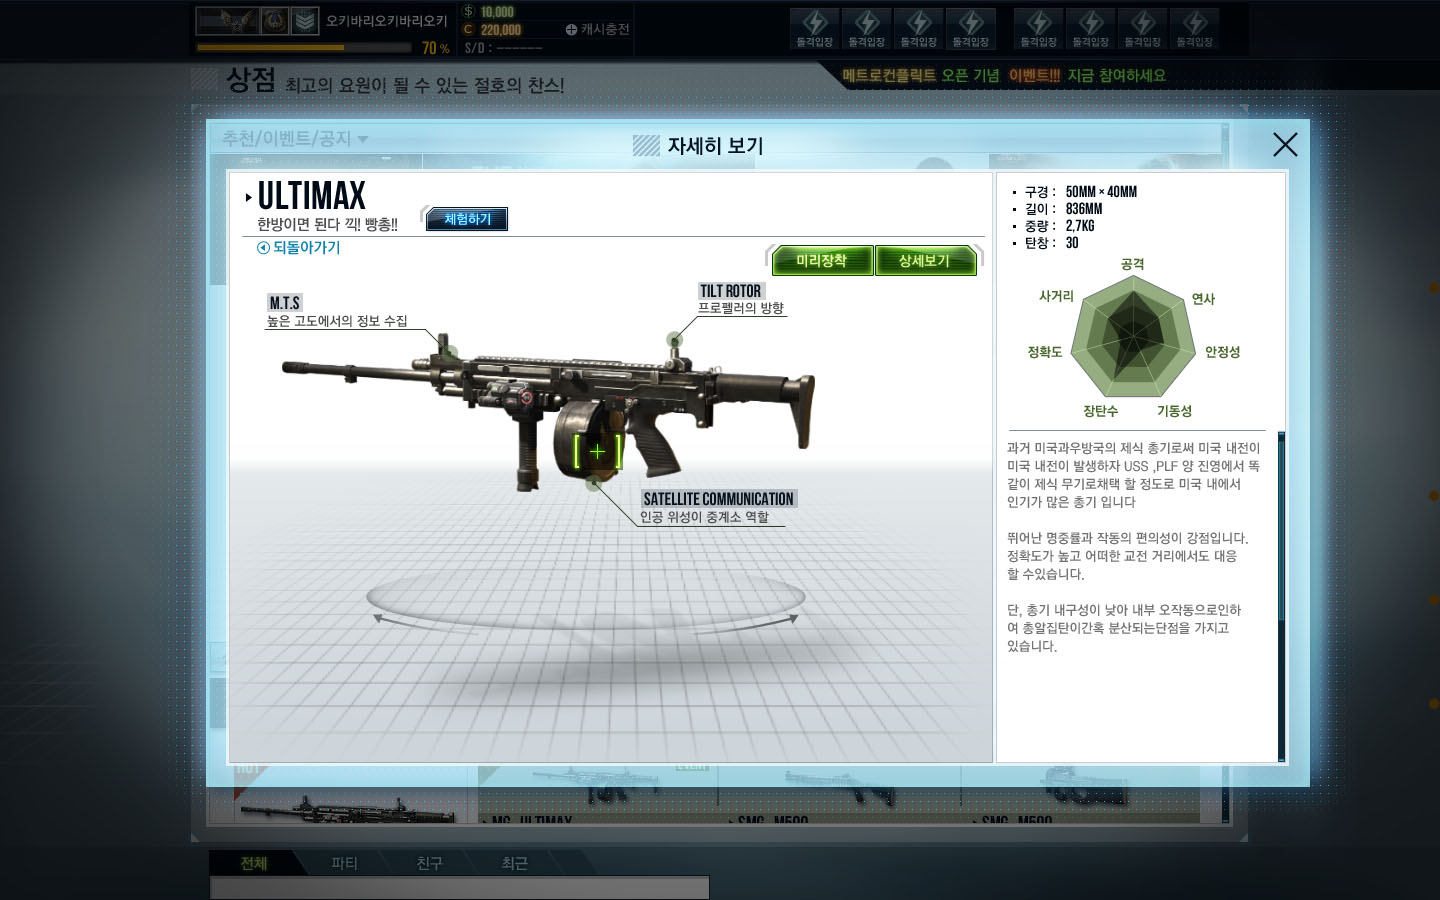 오키바리오키바리오키
70 %
10,000
220,000
캐시충전
S/D : ------
돌격입장
돌격입장
돌격입장
돌격입장
돌격입장
돌격입장
돌격입장
돌격입장
상점 최고의 요원이 될 수 있는 절호의 찬스!
메트로컨플릭트 오픈 기념 이벤트!!! 지금 참여하세요
추천/이벤트/공지
자세히 보기
ULTIMAX
한방이면 된다 끽! 빵총!!
체험하기
되돌아가기
미리장착
상세보기
M.T.S
높은 고도에서의 정보 수집
TILT ROTOR
프로펠러의 방향
SATELLITE COMMUNICATION
인공 위성이 중계소 역할
구경 : 50MM × 40MM
길이 : 836MM
중량 : 2,7KG
탄창 : 30
공격
연사
안정성
기동성
장탄수
정확도
사거리
과거 미국과우방국의 제식 총기로써 미국 내전이
미국 내전이 발생하자 USS ,PLF 양 진영에서 똑
같이 제식 무기로채택 할 정도로 미국 내에서
인기가 많은 총기 입니다
뛰어난 명중률과 작동의 편의성이 강점입니다.
정확도가 높고 어떠한 교전 거리에서도 대응
할 수있습니다.
단, 총기 내구성이 낮아 내부 오작동으로인하
여 총알집탄이간혹 분산되는단점을 가지고
있습니다.
HOT
EVENT
MG - ULTIMAX
SMG - M590
SMG - M590
전체
파티
친구
최근